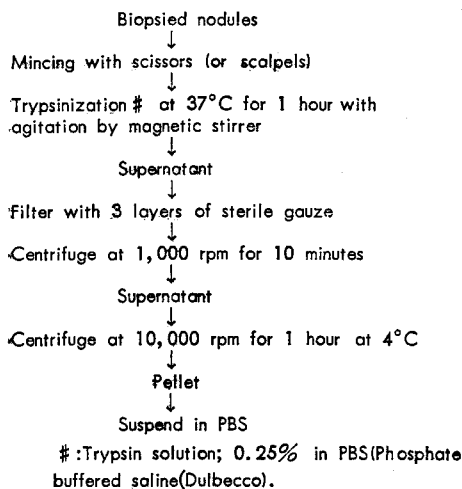 Biopsied nodules
↓
Mincing with scissors (or scalpels)
↓
Trypsinization # at 37°C for 1 hour with
agitation by magnetic stirrer
↓
Supernatant
↓
Filter with 3 layers of sterile gauze
↓
Centrifuge at 1,000 rpm for 10 minutes
↓
Supernatant
↓
Centrifuge at 10,000 rpm for 1 hour at 4°C
↓
Pellet
↓
Suspend in PBS
# :Trypsin solution; 0.25% in PBS(Phosphate
buffered saline(Dulbecco).